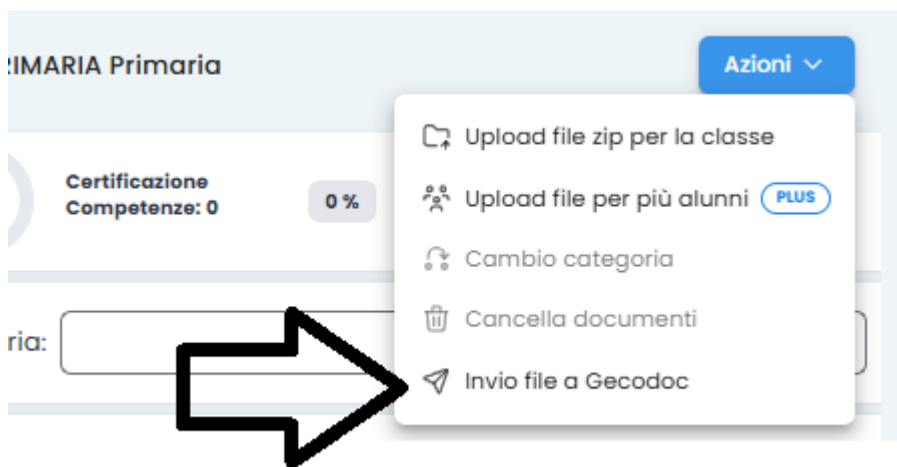 IMARIA Primaria
Azioni
Upload file zip per la classe
Certificazione
Competenze: 0
0 %
Upload file per più alunni PLUS
Cambio categoria
Cancella documenti
ria:
Invio file a Gecodoc